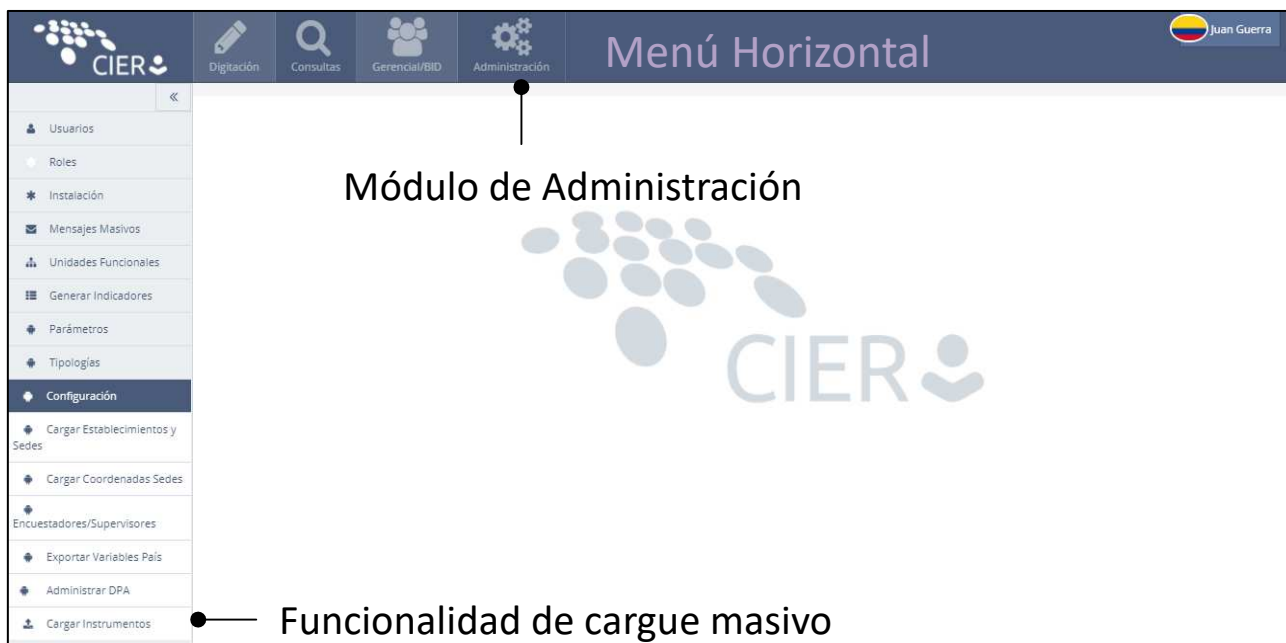 CIER
Digitación
Consultas
Gerencial/BID
Administración
Menú Horizontal
Juan Guerra
«
Usuarios
Roles
Instalación
Mensajes Masivos
Unidades Funcionales
Generar Indicadores
Parámetros
Tipologías
Configuración
Cargar Establecimientos y
Sedes
Cargar Coordenadas Sedes
Encuestadores/Supervisores
Exportar Variables País
Administrar DPA
Cargar Instrumentos
Módulo de Administración
CIER
Funcionalidad de cargue masivo